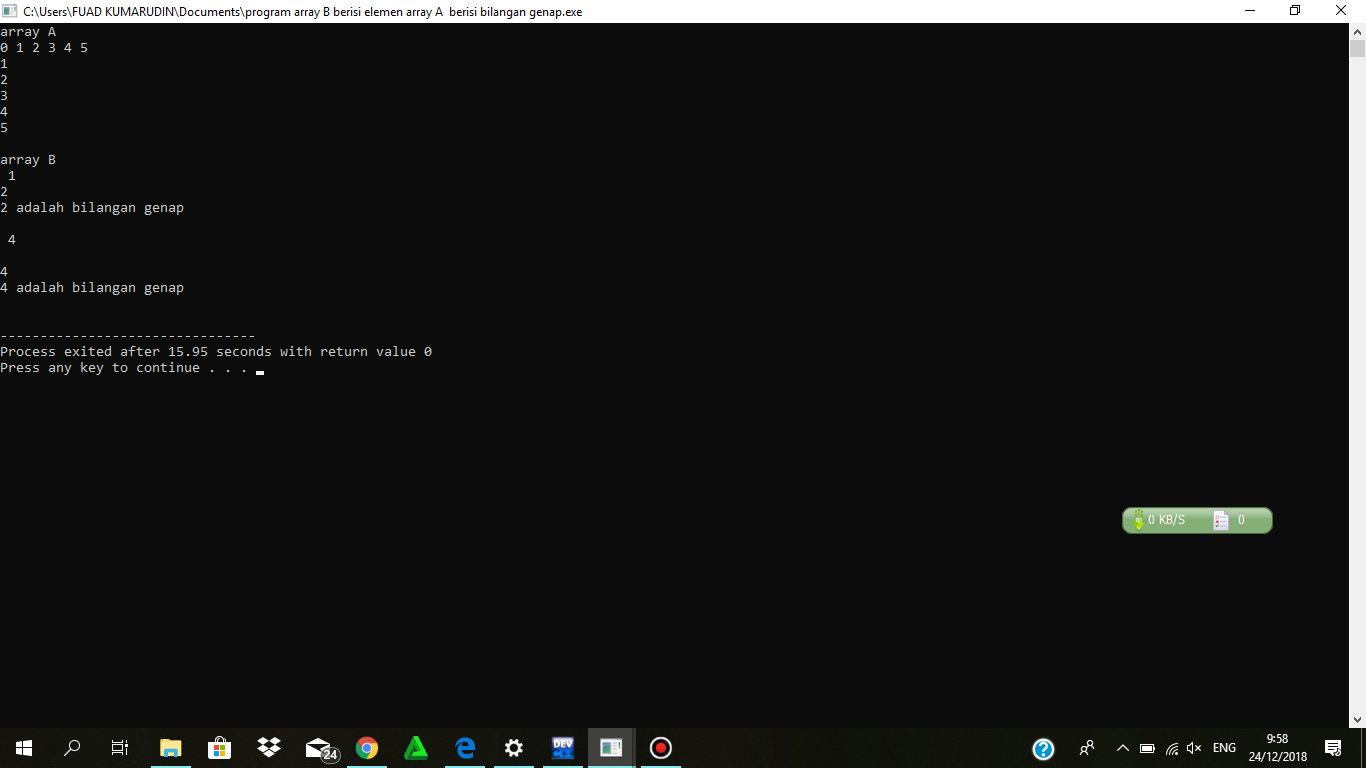 C:\Users\FUAD KUMARUDIN\Documents\program array B berisi elemen array A  berisi bilangan genap.exe
array A
0 1 2 3 4 5
1
2
3
4
5
array B
1
2
2 adalah bilangan genap
4
4
4 adalah bilangan genap
--------------------------------
Process exited after 15.95 seconds with return value 0
Press any key to continue . . .
0 KB/S 0
24
DEV
ENG
9:58
24/12/2018